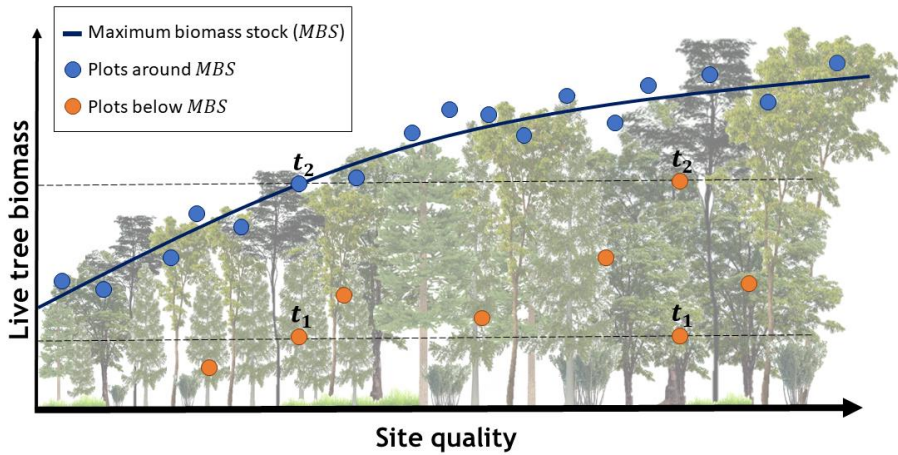 Maximum biomass stock (MBS)
Plots around MBS
Plots below MBS
t₂
t₂
t₁
t₁
Live tree biomass
Site quality